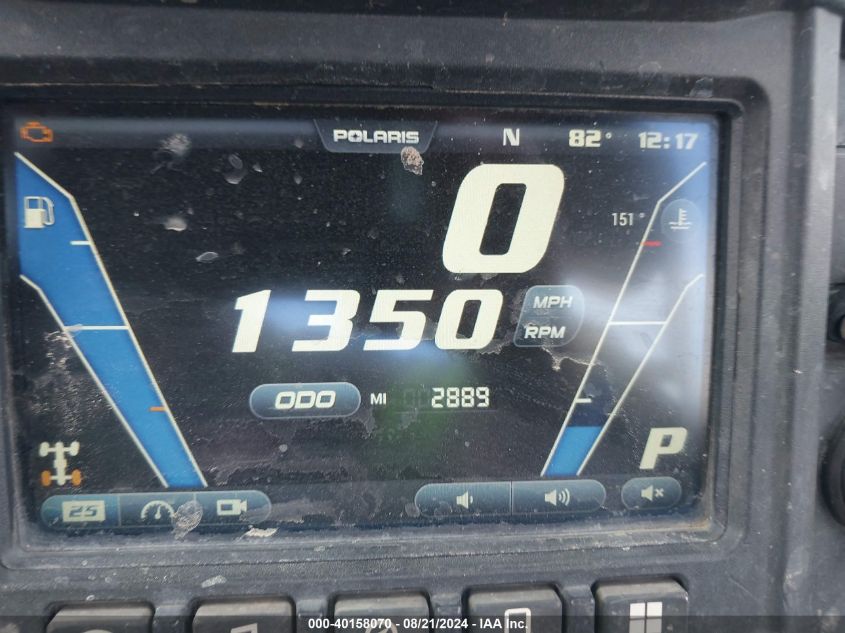 POLARIS N 82° 12:17
0
151°
1350 MPH
RPM
ODO MI 2889
P
25
000-40158070 - 08/21/2024 - IAA Inc.